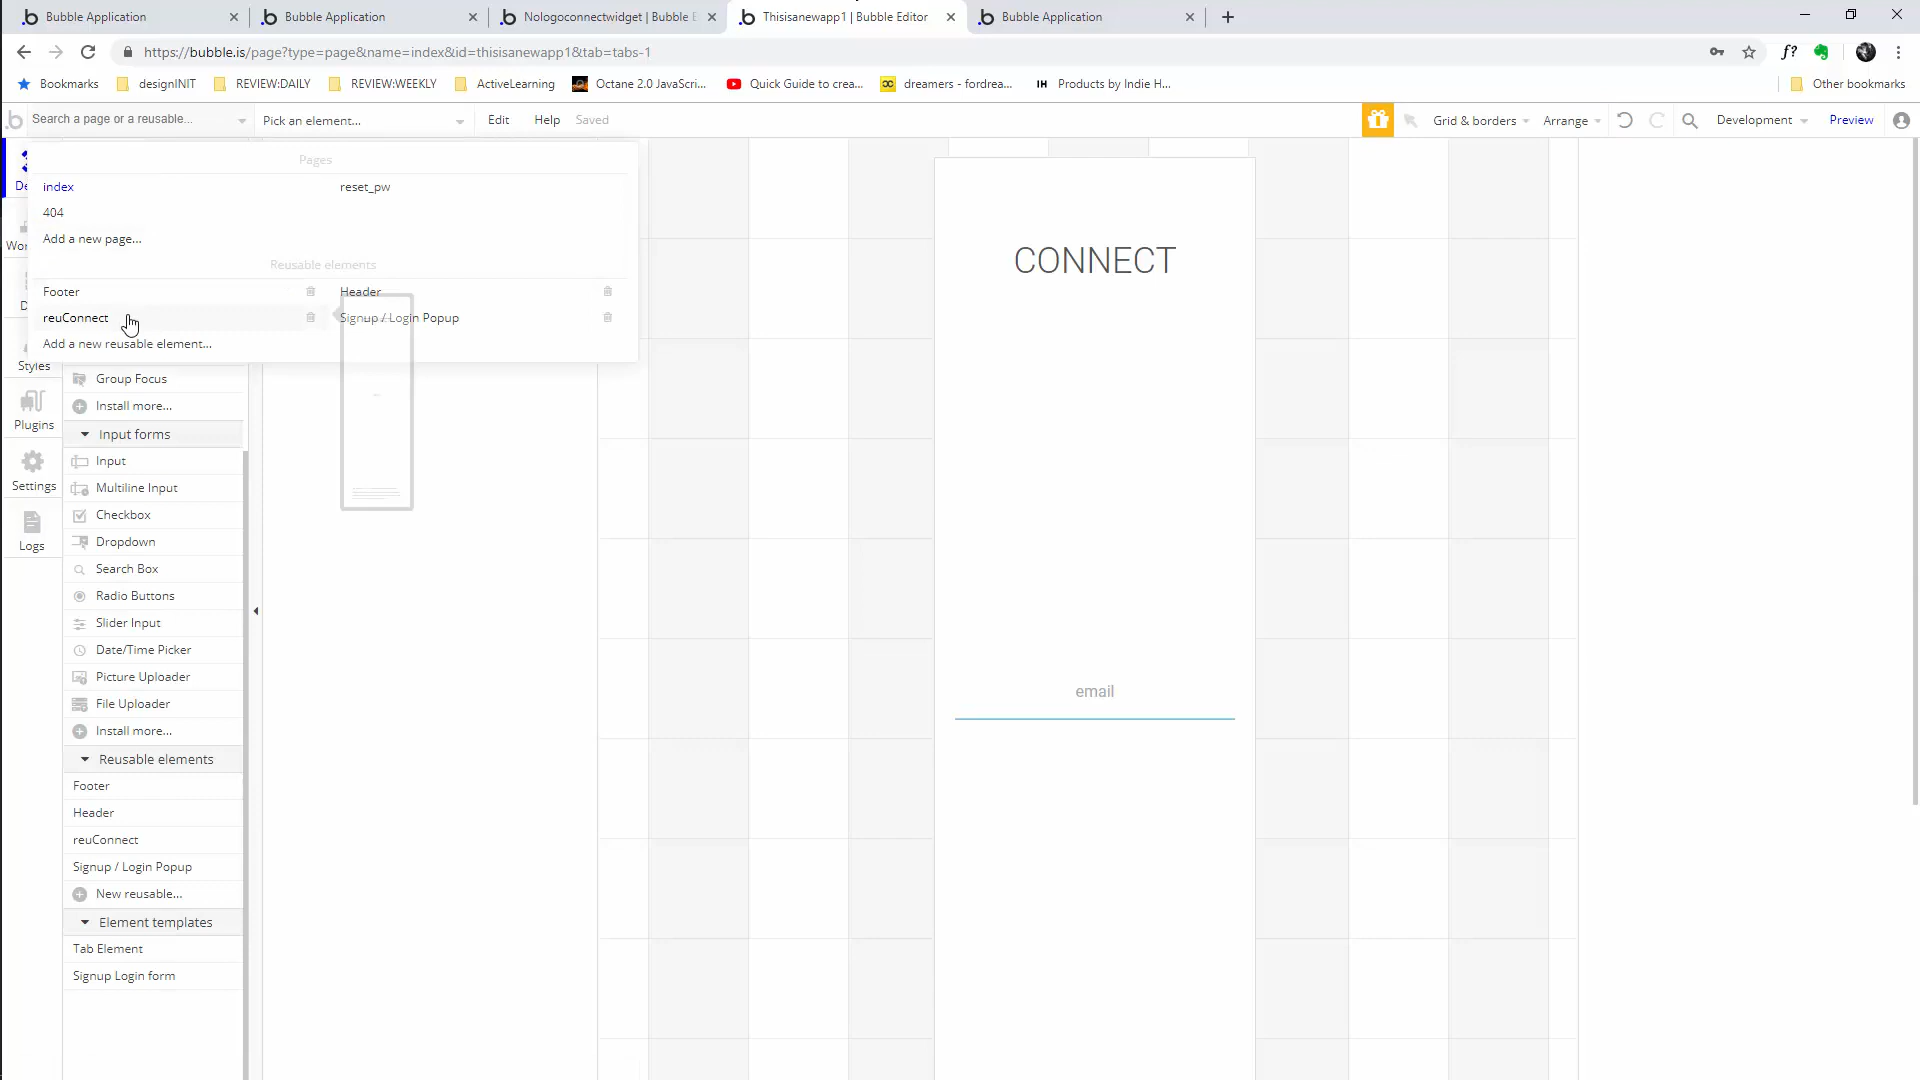 Bubble Application
Bubble Application
Nologoconnectwidget | Bubble E
Thisisanewapp1 | Bubble Editor
Bubble Application
https://bubble.is/page?type=page&name=index&id=thisisanewapp1&tab=tabs-1
f?
Bookmarks
designINIT
REVIEW:DAILY
REVIEW:WEEKLY
ActiveLearning
Octane 2.0 JavaScri...
Quick Guide to crea...
dreamers - fordrea...
IH Products by Indie H...
Other bookmarks
Search a page or a reusable...
Pick an element...
Edit
Help
Saved
Grid & borders
Arrange
Development
Preview
Pages
index
reset_pw
404
Add a new page...
Reusable elements
Footer
Header
reuConnect
Signup / Login Popup
Add a new reusable element...
De
Wor
D
Styles
Plugins
Settings
Logs
Group Focus
Install more...
Input forms
Input
Multiline Input
Checkbox
Dropdown
Search Box
Radio Buttons
Slider Input
Date/Time Picker
Picture Uploader
File Uploader
Install more...
Reusable elements
Footer
Header
reuConnect
Signup / Login Popup
New reusable...
Element templates
Tab Element
Signup Login form
CONNECT
email